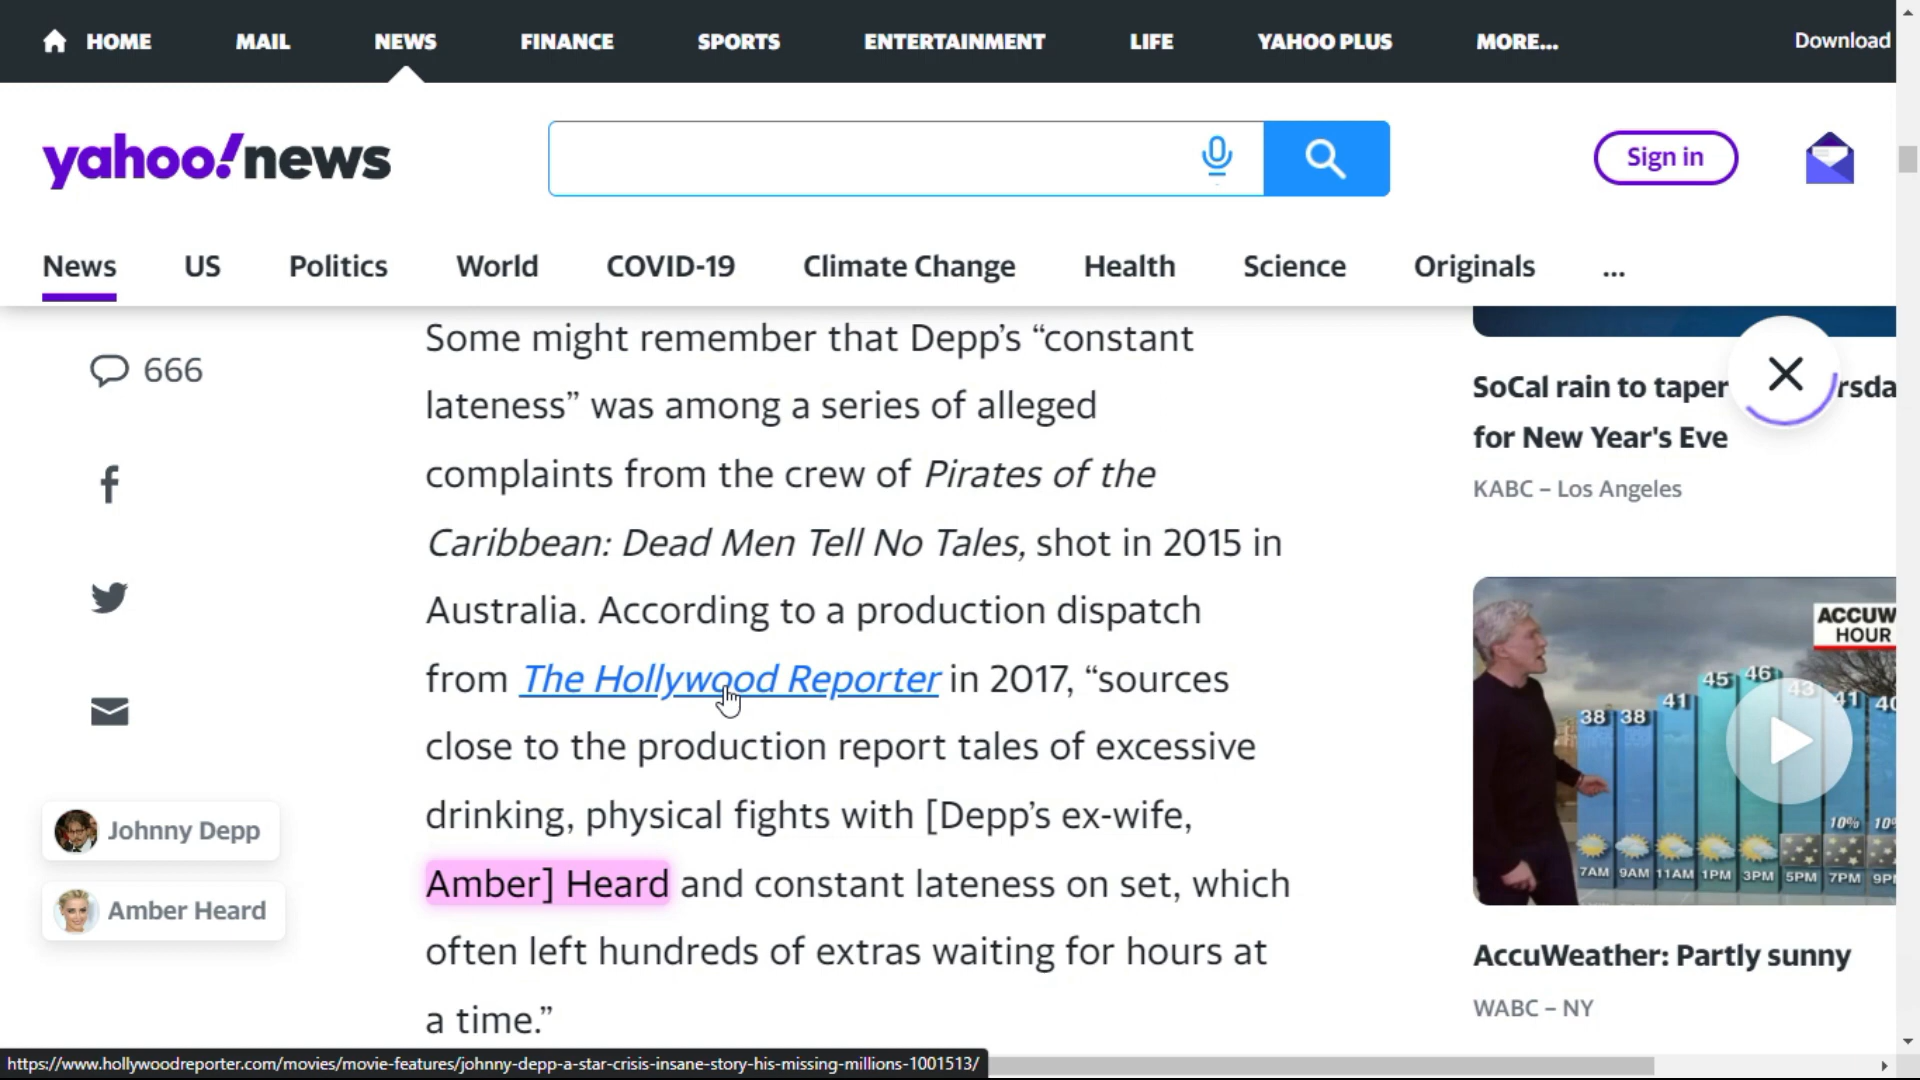 HOME MAIL NEWS FINANCE SPORTS ENTERTAINMENT LIFE YAHOO PLUS MORE... Download
yahoo!news
Sign in
News US Politics World COVID-19 Climate Change Health Science Originals ...
666
Some might remember that Depp’s “constant
lateness” was among a series of alleged
complaints from the crew of Pirates of the
Caribbean: Dead Men Tell No Tales, shot in 2015 in
Australia. According to a production dispatch
from The Hollywood Reporter in 2017, “sources
close to the production report tales of excessive
drinking, physical fights with [Depp’s ex-wife,
Amber] Heard and constant lateness on set, which
often left hundreds of extras waiting for hours at
a time.”
Johnny Depp
Amber Heard
SoCal rain to taper
for New Year's Eve
KABC – Los Angeles
ACCUW
HOUR
38 38 41 45 46 43 41 40
10% 10%
7AM 9AM 11AM 1PM 3PM 5PM 7PM 9P
AccuWeather: Partly sunny
WABC – NY
https://www.hollywoodreporter.com/movies/movie-features/johnny-depp-a-star-crisis-insane-story-his-missing-millions-1001513/